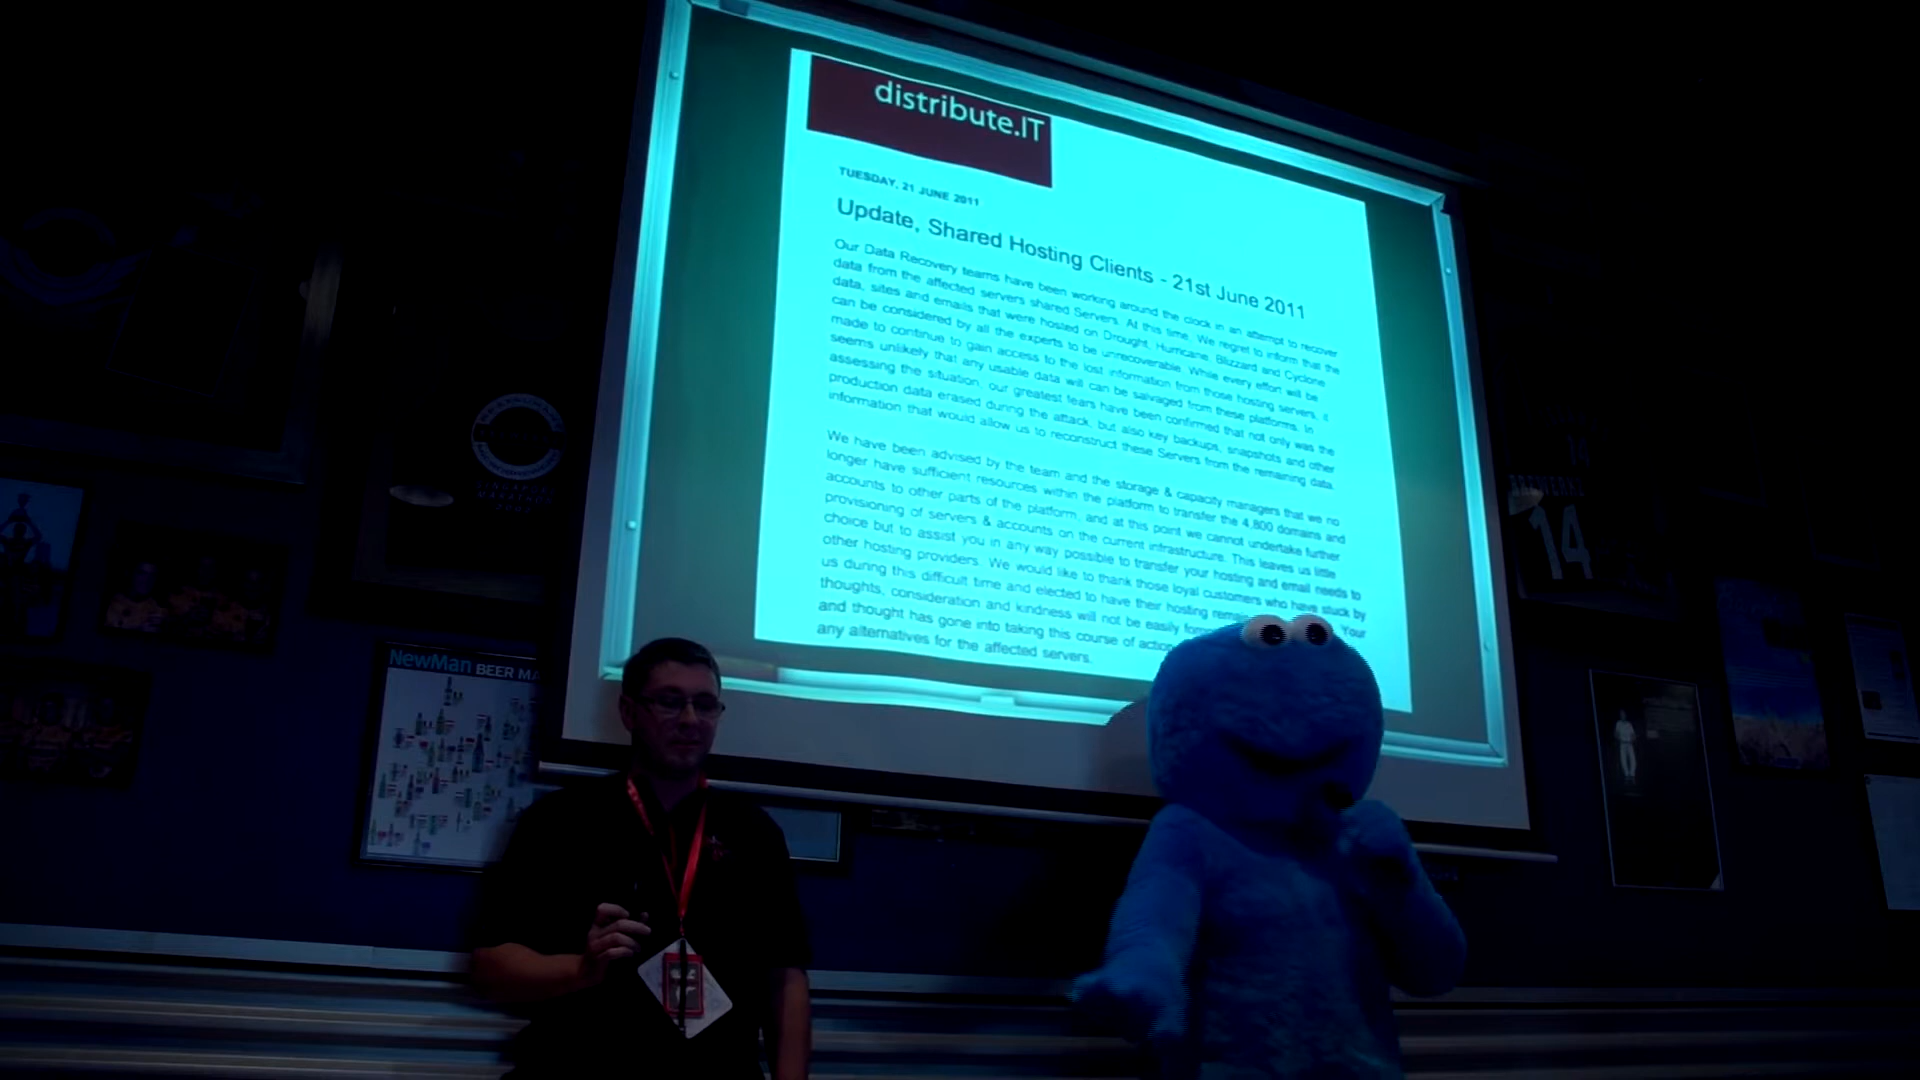 distribute.IT
TUESDAY, 21 JUNE 2011
Update, Shared Hosting Clients - 21st June 2011
Our Data Recovery teams have been working around the clock in an attempt to recover
data from the affected servers shared Servers. At this time, We regret to inform that the
data, sites and emails that were hosted on Drought, Hurricane, Blizzard and Cyclone
can be considered by all the experts to be unrecoverable. While every effort will be
made to continue to gain access to the lost information from those hosting servers, it
seems unlikely that any usable data will can be salvaged from these platforms. In
assessing the situation, our greatest fears have been confirmed that not only was the
production data erased during the attack, but also key backups, snapshots and other
information that would allow us to reconstruct these Servers from the remaining data.
We have been advised by the team and the storage & capacity managers that we no
longer have sufficient resources within the platform to transfer the 4,800 domains and
accounts to other parts of the platform, and at this point we cannot undertake further
provisioning of servers & accounts on the current infrastructure. This leaves us little
choice but to assist you in any way possible to transfer your hosting and email needs to
other hosting providers. We would like to thank those loyal customers who have stuck by
us during this difficult time and elected to have their hosting Your
thoughts, consideration and kindness will not be easily
and thought has gone into taking this course of action
any alternatives for the affected servers.
NewMan BEER MA
14